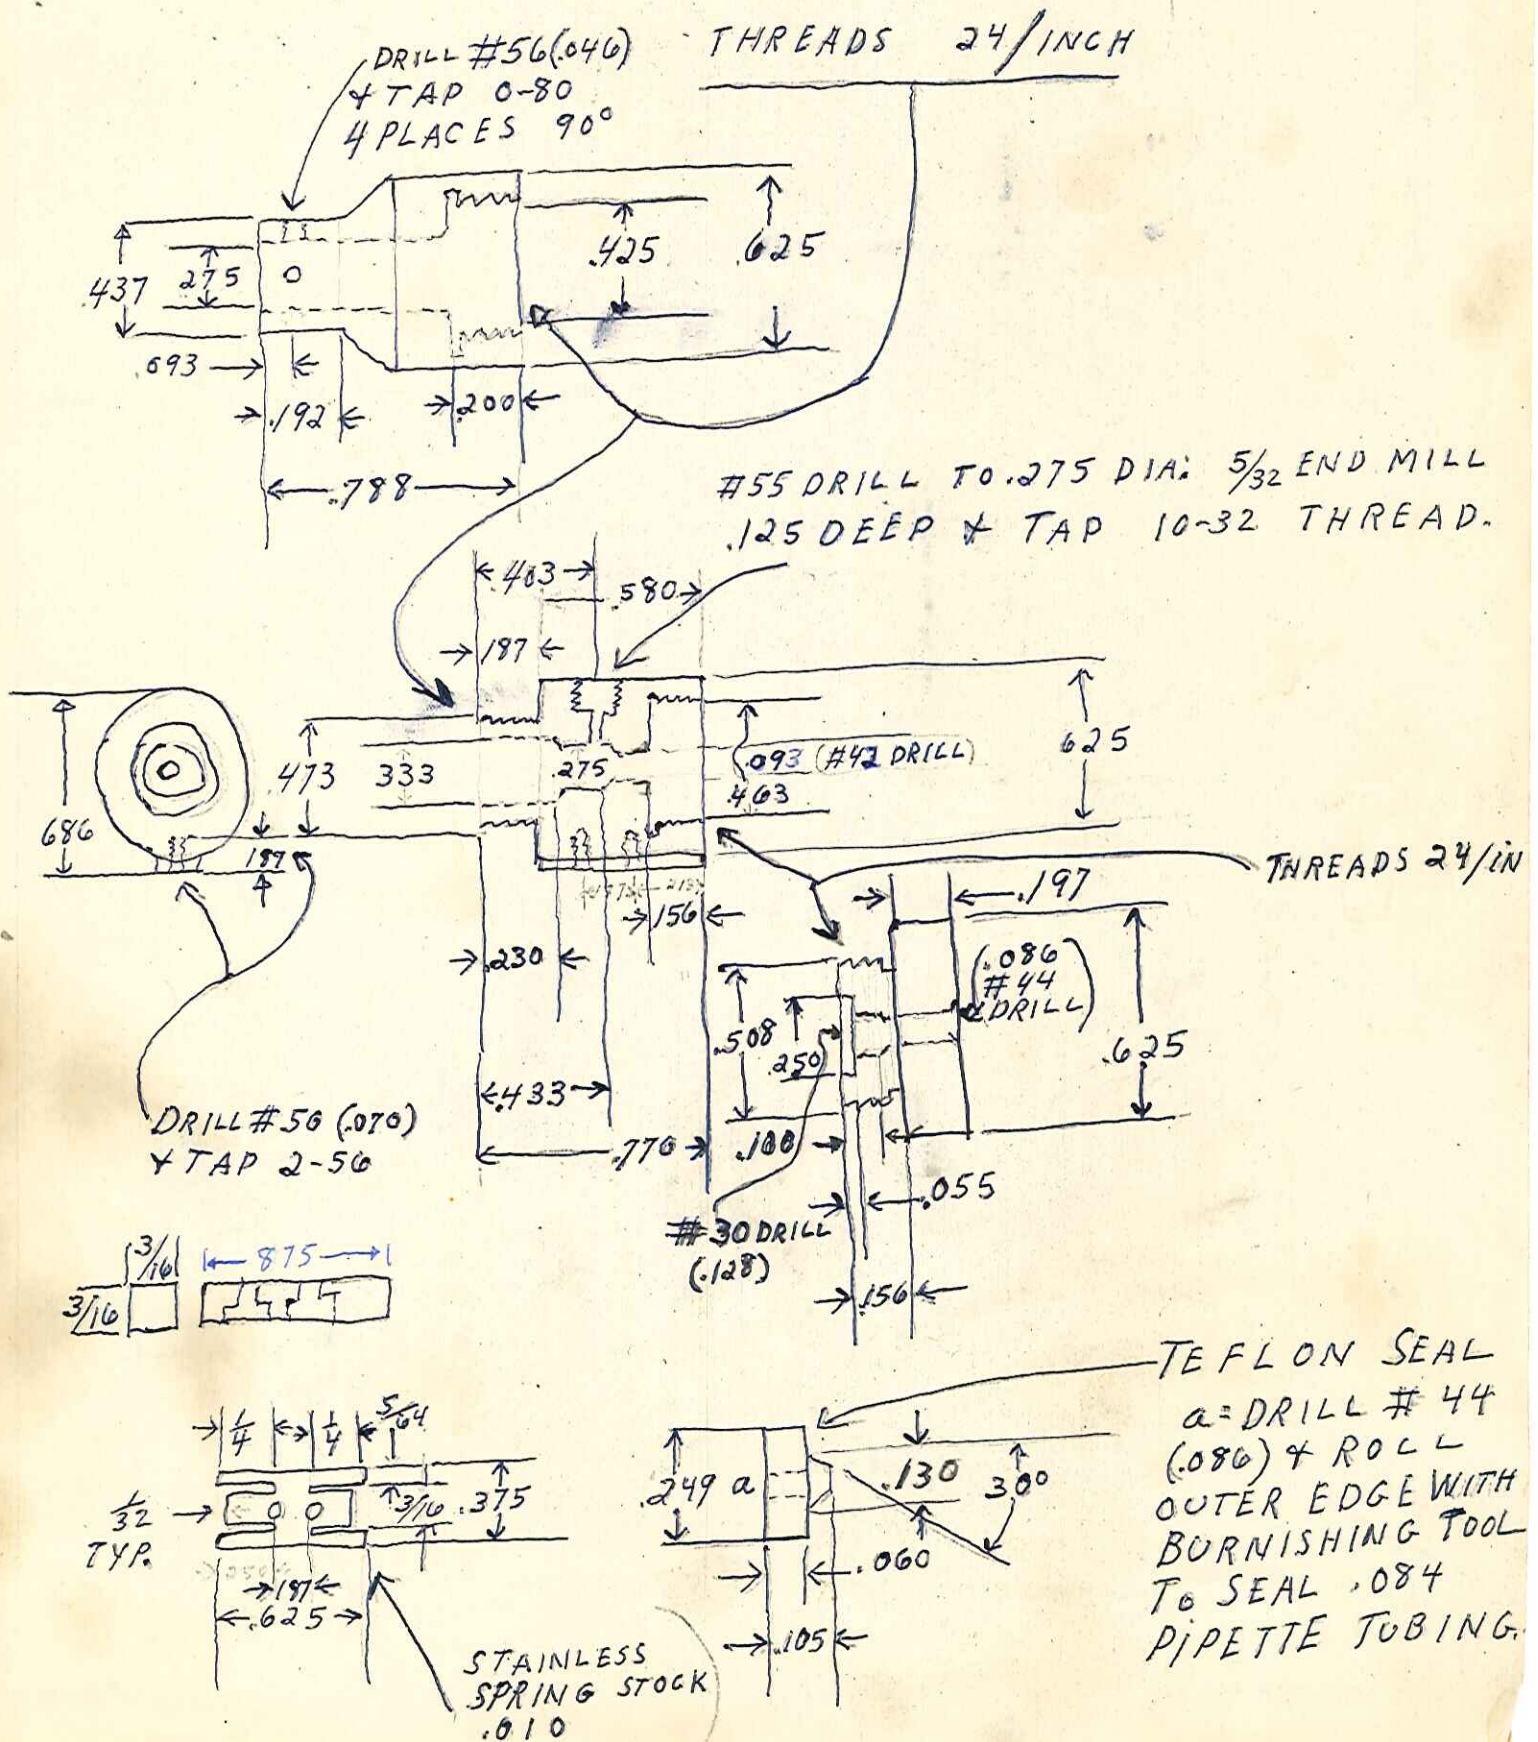 DRILL #56(.046)
& TAP 0-80
4 PLACES 90°
THREADS 24/INCH
.437
.275
.425
.625
.693
.192
.200
.788
#55 DRILL TO .275 DIA. 5/32 END MILL
.125 DEEP & TAP 10-32 THREAD.
.403
.580
.187
.686
.473
.333
.275
.093 (#42 DRILL)
.463
.625
.187
.156
THREADS 24/IN
.197
.230
(.086
#44
DRILL)
.508
.250
.625
.433
.770
.100
.055
DRILL #50 (.070)
& TAP 2-56
#30 DRILL
(.128)
.156
3/16
875
3/16
TEFLON SEAL
a = DRILL # 44
(.086) & ROLL
OUTER EDGE WITH
BURNISHING TOOL
TO SEAL .084
PIPETTE TUBING.
1/4
1/4
5/64
1/32
TYP.
3/16
.375
.187
.625
.249
a
.130
30°
.060
.105
STAINLESS
SPRING STOCK
.010